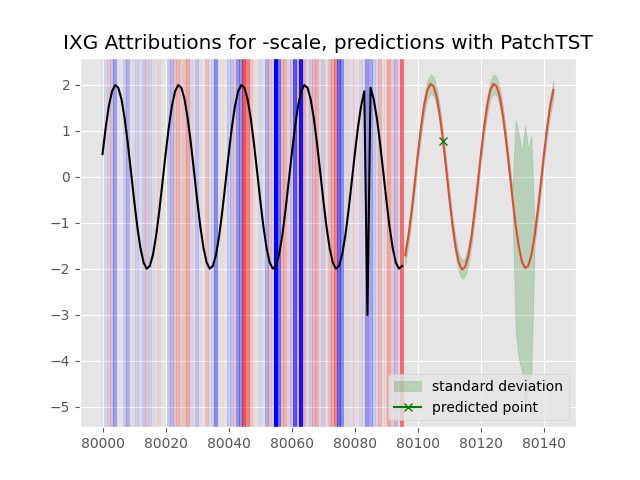 IXG Attributions for -scale, predictions with PatchTST
2
1
0
−1
−2
−3
−4
−5
standard deviation
predicted point
80000 80020 80040 80060 80080 80100 80120 80140